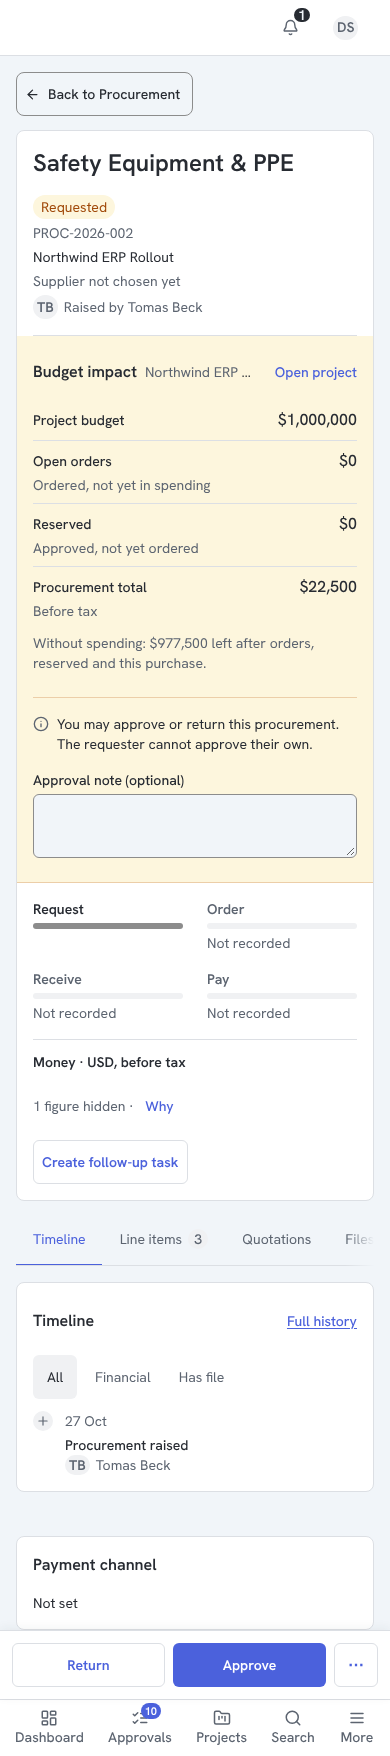 1
DS
Back to Procurement
Safety Equipment & PPE
Requested
PROC-2026-002
Northwind ERP Rollout
Supplier not chosen yet
TB Raised by Tomas Beck
Budget impact Northwind ERP ... Open project
Project budget $1,000,000
Open orders $0
Ordered, not yet in spending
Reserved $0
Approved, not yet ordered
Procurement total $22,500
Before tax
Without spending: $977,500 left after orders,
reserved and this purchase.
You may approve or return this procurement.
The requester cannot approve their own.
Approval note (optional)
Request Order
Not recorded
Receive Pay
Not recorded Not recorded
Money · USD, before tax
1 figure hidden · Why
Create follow-up task
Timeline Line items 3 Quotations Files
Timeline Full history
All Financial Has file
27 Oct
Procurement raised
TB Tomas Beck
Payment channel
Not set
Return Approve
10
Dashboard Approvals Projects Search More